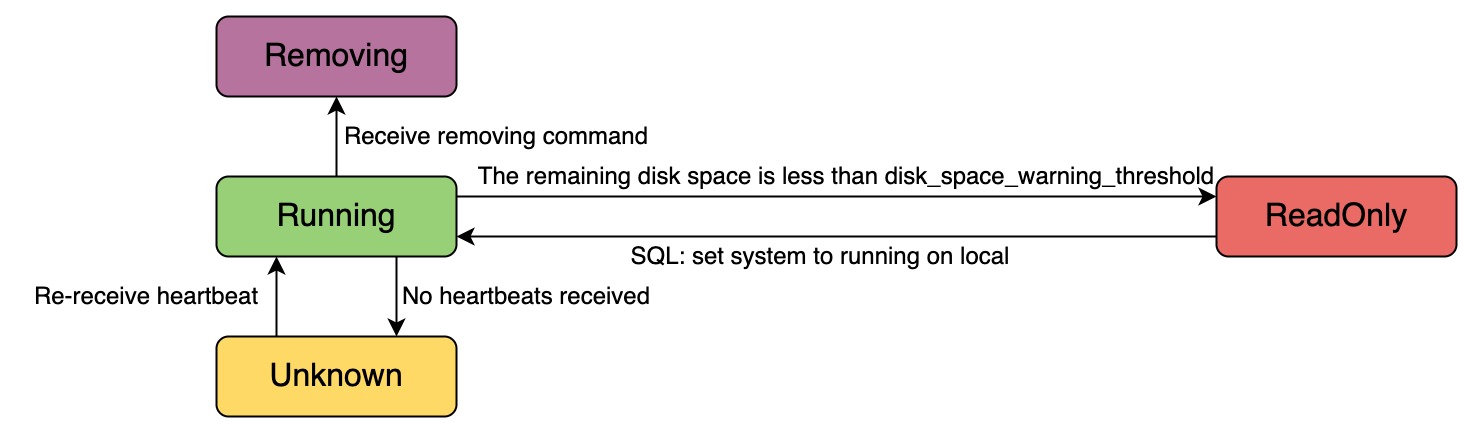 Removing
Receive removing command
The remaining disk space is less than disk_space_warning_threshold
Running
ReadOnly
SQL: set system to running on local
Re-receive heartbeat
No heartbeats received
Unknown